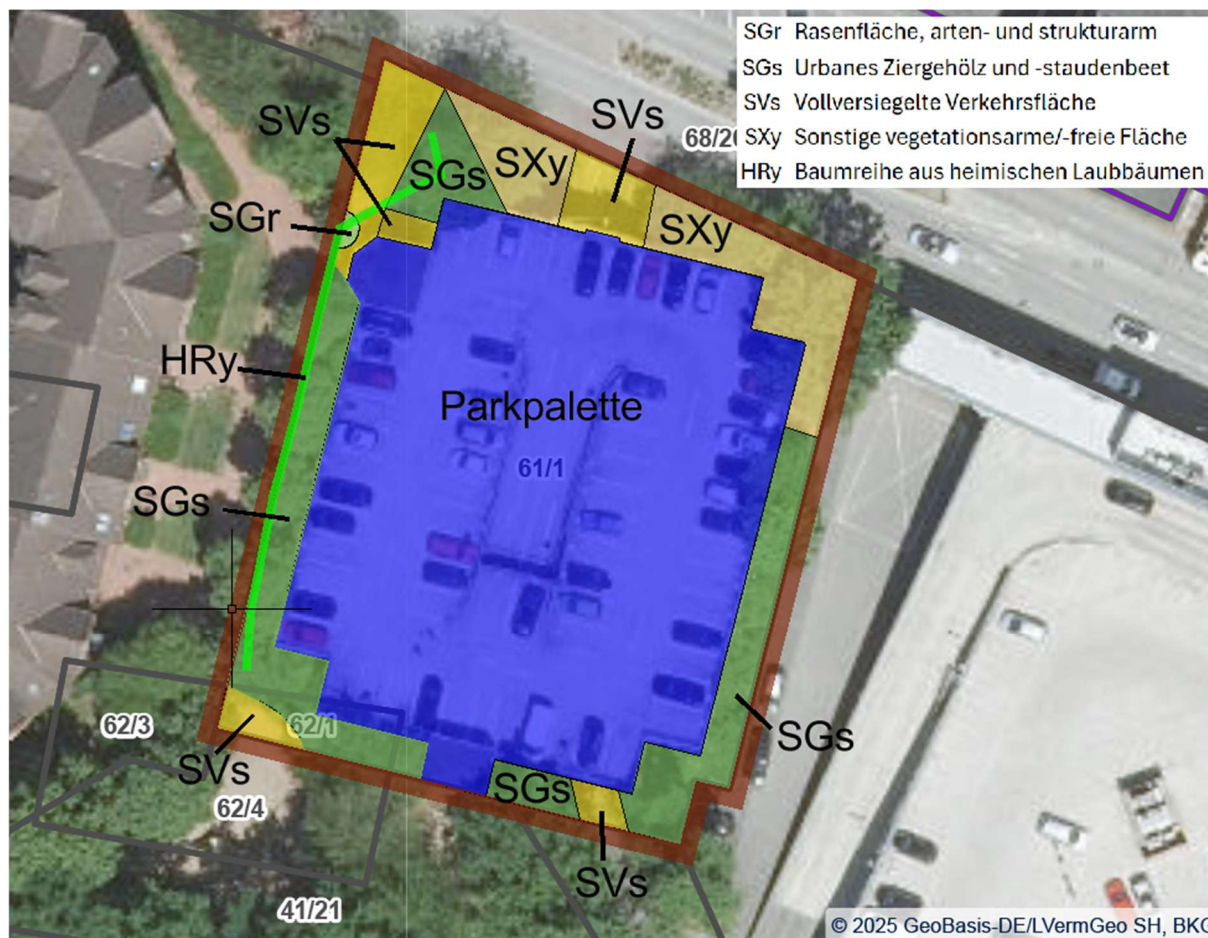 SGr Rasenfläche, arten- und strukturarm
SGs Urbanes Ziergehölz und -staudenbeet
SVs Vollversiegelte Verkehrsfläche
SXy Sonstige vegetationsarme/-freie Fläche
HRy Baumreihe aus heimischen Laubbäumen
SVs
SVs
SGs
SXy
SGr
SXy
HRy
Parkpalette
61/1
SGs
62/3
62/1
SGs
SVs
SGs
62/4
SVs
41/21
© 2025 GeoBasis-DE/LVermGeo SH, BKG